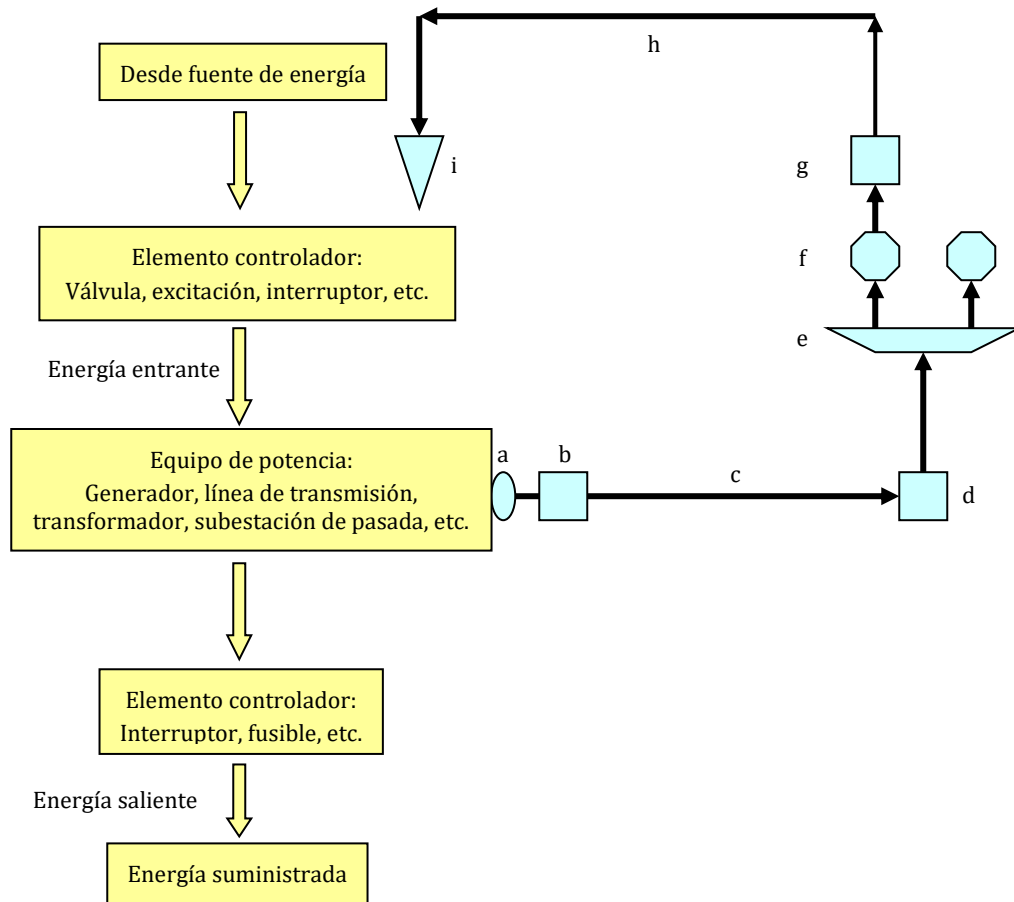 h
Desde fuente de energía
i
g
Elemento controlador:
Válvula, excitación, interruptor, etc.
f
e
Energía entrante
Equipo de potencia:
Generador, línea de transmisión,
transformador, subestación de pasada, etc.
a
b
c
d
Elemento controlador:
Interruptor, fusible, etc.
Energía saliente
Energía suministrada